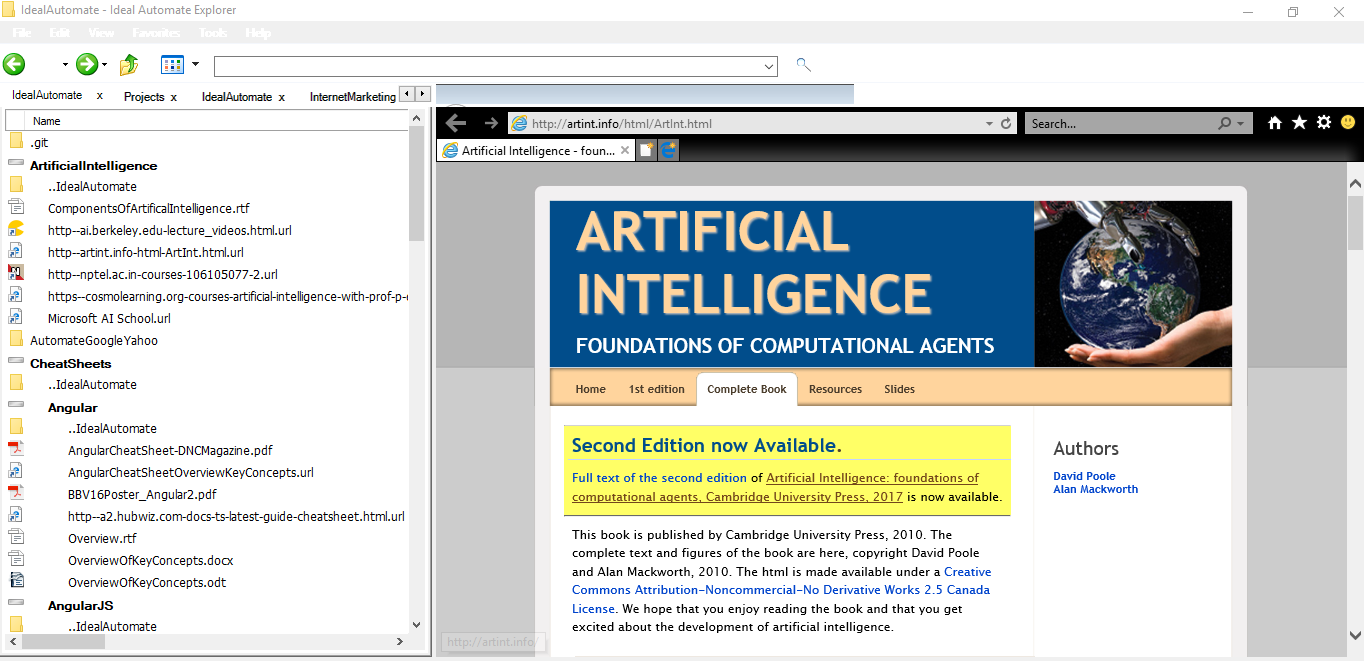 IdealAutomate - Ideal Automate Explorer
File Edit View Favorites Tools Help
IdealAutomate x Projects x IdealAutomate x InternetMarketing
Name
.git
ArtificialIntelligence
..IdealAutomate
ComponentsOfArtificalIntelligence.rtf
http--ai.berkeley.edu-lecture_videos.html.url
http--artint.info-html-ArtInt.html.url
http--nptel.ac.in-courses-106105077-2.url
https--cosmolearning.org-courses-artificial-intelligence-with-prof-p-
Microsoft AI School.url
AutomateGoogleYahoo
CheatSheets
..IdealAutomate
Angular
..IdealAutomate
AngularCheatSheet-DNCMagazine.pdf
AngularCheatSheetOverviewKeyConcepts.url
BBV16Poster_Angular2.pdf
http--a2.hubwiz.com-docs-ts-latest-guide-cheatsheet.html.url
Overview.rtf
OverviewOfKeyConcepts.docx
OverviewOfKeyConcepts.odt
AngularJS
..IdealAutomate
http://artint.info/html/ArtInt.html
Search...
Artificial Intelligence - foun...
ARTIFICIAL
INTELLIGENCE
FOUNDATIONS OF COMPUTATIONAL AGENTS
Home 1st edition Complete Book Resources Slides
Second Edition now Available.
Full text of the second edition of Artificial Intelligence: foundations of
computational agents, Cambridge University Press, 2017 is now available.
This book is published by Cambridge University Press, 2010. The
complete text and figures of the book are here, copyright David Poole
and Alan Mackworth, 2010. The html is made available under a Creative
Commons Attribution-Noncommercial-No Derivative Works 2.5 Canada
License. We hope that you enjoy reading the book and that you get
excited about the development of artificial intelligence.
Authors
David Poole
Alan Mackworth
http://artint.info/